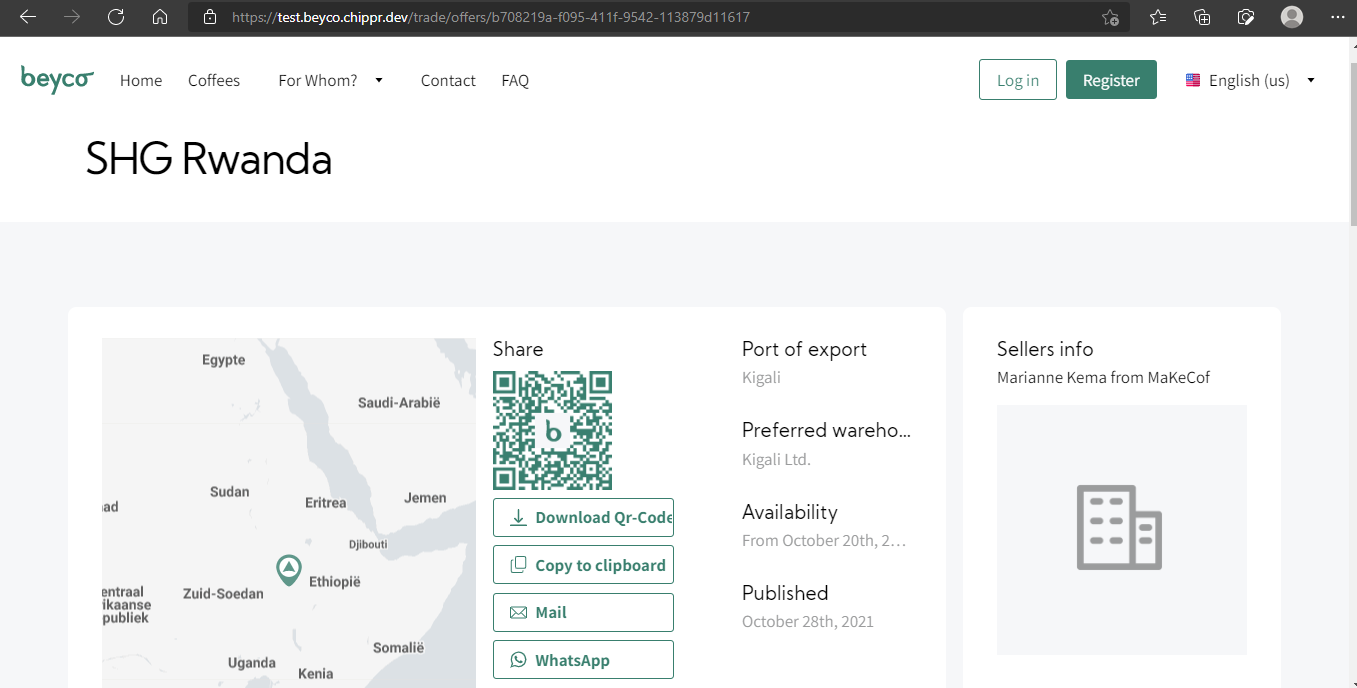 https://test.beyco.chippr.dev/trade/offers/b708219a-f095-411f-9542-113879d11617
beyco Home Coffees For Whom? Contact FAQ Log in Register English (us)
SHG Rwanda
Egypte
Saudi-Arabië
Sudan
Eritrea
Jemen
aad
Djibouti
Ethiopië
Zuid-Soedan
entraal
ikaanse
publiek
Somalië
Uganda
Kenia
Share
b
Download Qr-Code
Copy to clipboard
Mail
WhatsApp
Port of export
Kigali
Preferred wareho...
Kigali Ltd.
Availability
From October 20th, 2...
Published
October 28th, 2021
Sellers info
Marianne Kema from MaKeCof